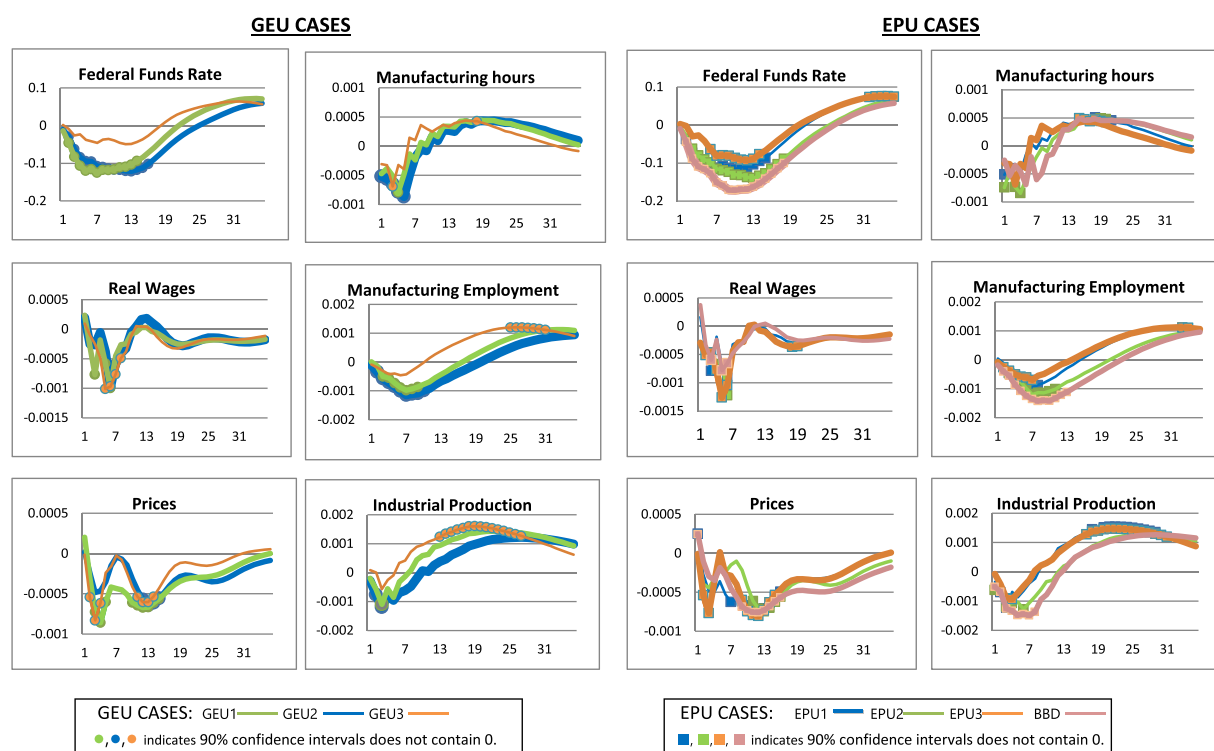 GEU CASES
EPU CASES
Federal Funds Rate
0.1
0
-0.1
-0.2
1 7 13 19 25 31
Manufacturing hours
0.001
0.0005
0
-0.0005
-0.001
1 7 13 19 25 31
Federal Funds Rate
0.1
0
-0.1
-0.2
1 7 13 19 25 31
Manufacturing hours
0.001
0.0005
0
-0.0005
-0.001
1 7 13 19 25 31
Real Wages
0.0005
0
-0.0005
-0.001
-0.0015
1 7 13 19 25 31
Manufacturing Employment
0.002
0.001
0
-0.001
-0.002
1 7 13 19 25 31
Real Wages
0.0005
0
-0.0005
-0.001
-0.0015
1 7 13 19 25 31
Manufacturing Employment
0.002
0.001
0
-0.001
-0.002
1 7 13 19 25 31
Prices
0.0005
0
-0.0005
-0.001
1 7 13 19 25 31
Industrial Production
0.002
0.001
0
-0.001
-0.002
1 7 13 19 25 31
Prices
0.0005
0
-0.0005
-0.001
1 7 13 19 25 31
Industrial Production
0.002
0.001
0
-0.001
-0.002
1 7 13 19 25 31
GEU CASES: GEU1 GEU2 GEU3
, , indicates 90% confidence intervals does not contain 0.
EPU CASES: EPU1 EPU2 EPU3 BBD
, , , indicates 90% confidence intervals does not contain 0.